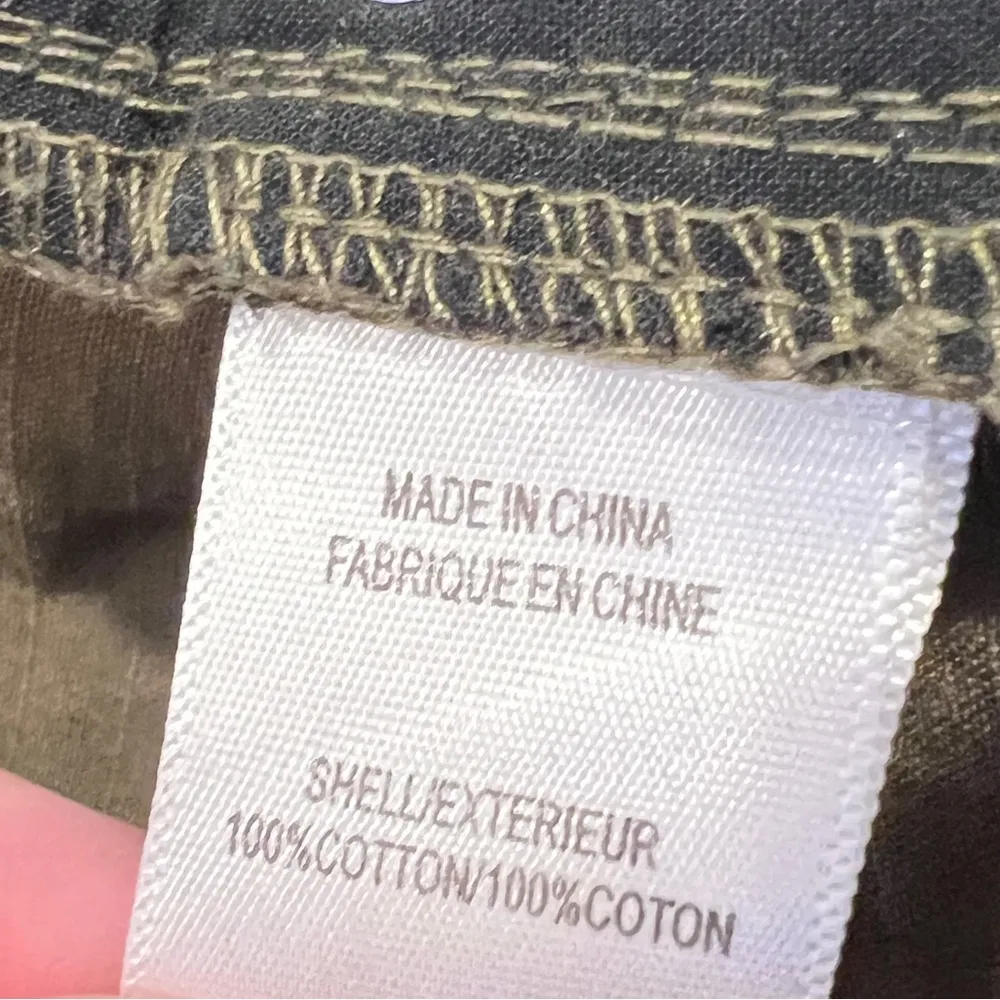 MADE IN CHINA
FABRIQUE EN CHINE
SHELL/EXTERIEUR
100%COTTON/100%COTON